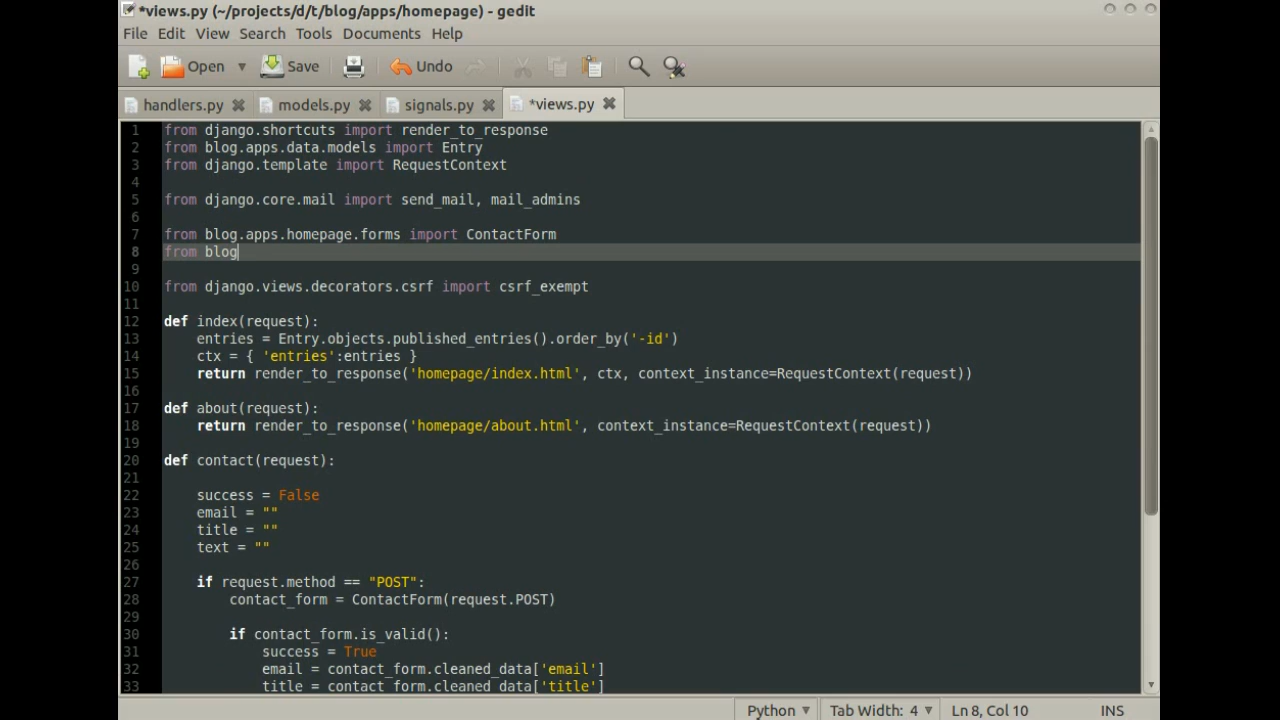 *views.py (~/projects/d/t/blog/apps/homepage) - gedit
File Edit View Search Tools Documents Help
Open Save Undo
handlers.py models.py signals.py *views.py
1 from django.shortcuts import render_to_response
2 from blog.apps.data.models import Entry
3 from django.template import RequestContext
4
5 from django.core.mail import send_mail, mail_admins
6
7 from blog.apps.homepage.forms import ContactForm
8 from blog
9
10 from django.views.decorators.csrf import csrf_exempt
11
12 def index(request):
13     entries = Entry.objects.published_entries().order_by('-id')
14     ctx = { 'entries':entries }
15     return render_to_response('homepage/index.html', ctx, context_instance=RequestContext(request))
16
17 def about(request):
18     return render_to_response('homepage/about.html', context_instance=RequestContext(request))
19
20 def contact(request):
21
22     success = False
23     email = ""
24     title = ""
25     text = ""
26
27     if request.method == "POST":
28         contact_form = ContactForm(request.POST)
29
30         if contact_form.is_valid():
31             success = True
32             email = contact_form.cleaned_data['email']
33             title = contact_form.cleaned_data['title']
Python Tab Width: 4 Ln 8, Col 10 INS